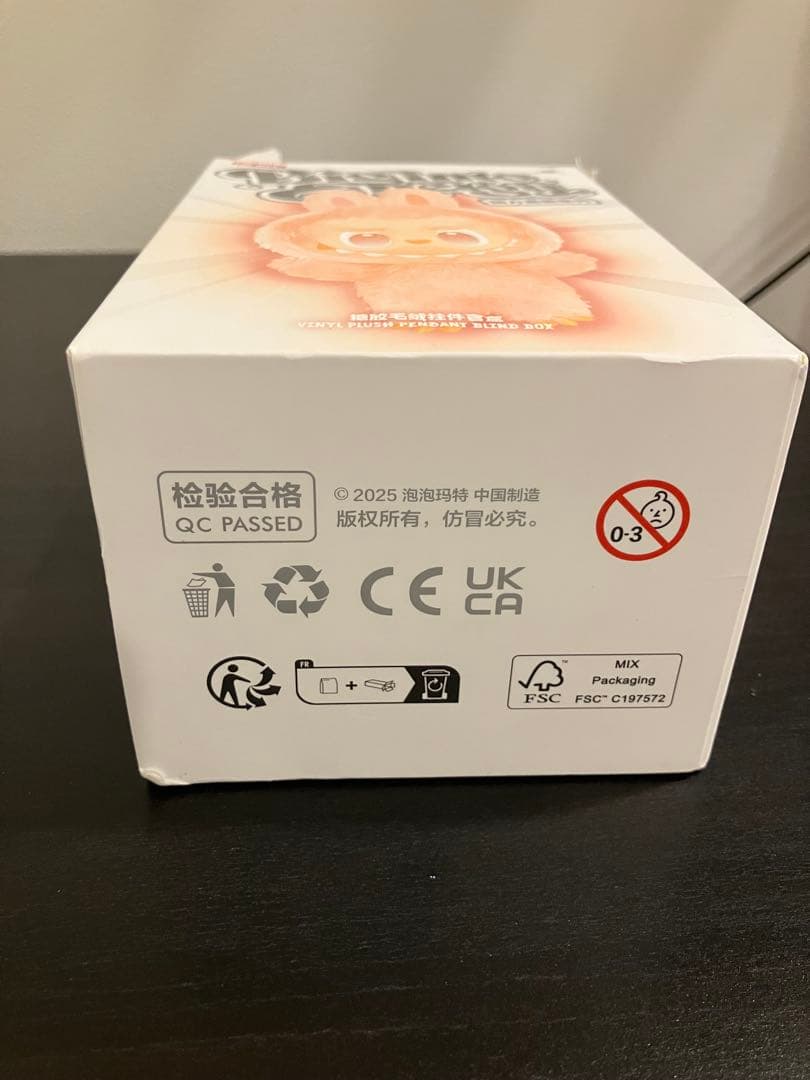 搪胶毛绒挂件盲盒
VINYL PLUSH PENDANT BLIND BOX
检验合格
QC PASSED
© 2025 泡泡玛特 中国制造
版权所有，仿冒必究。
0-3
CE
UK
CA
FR
MIX
Packaging
FSC™ C197572
FSC™